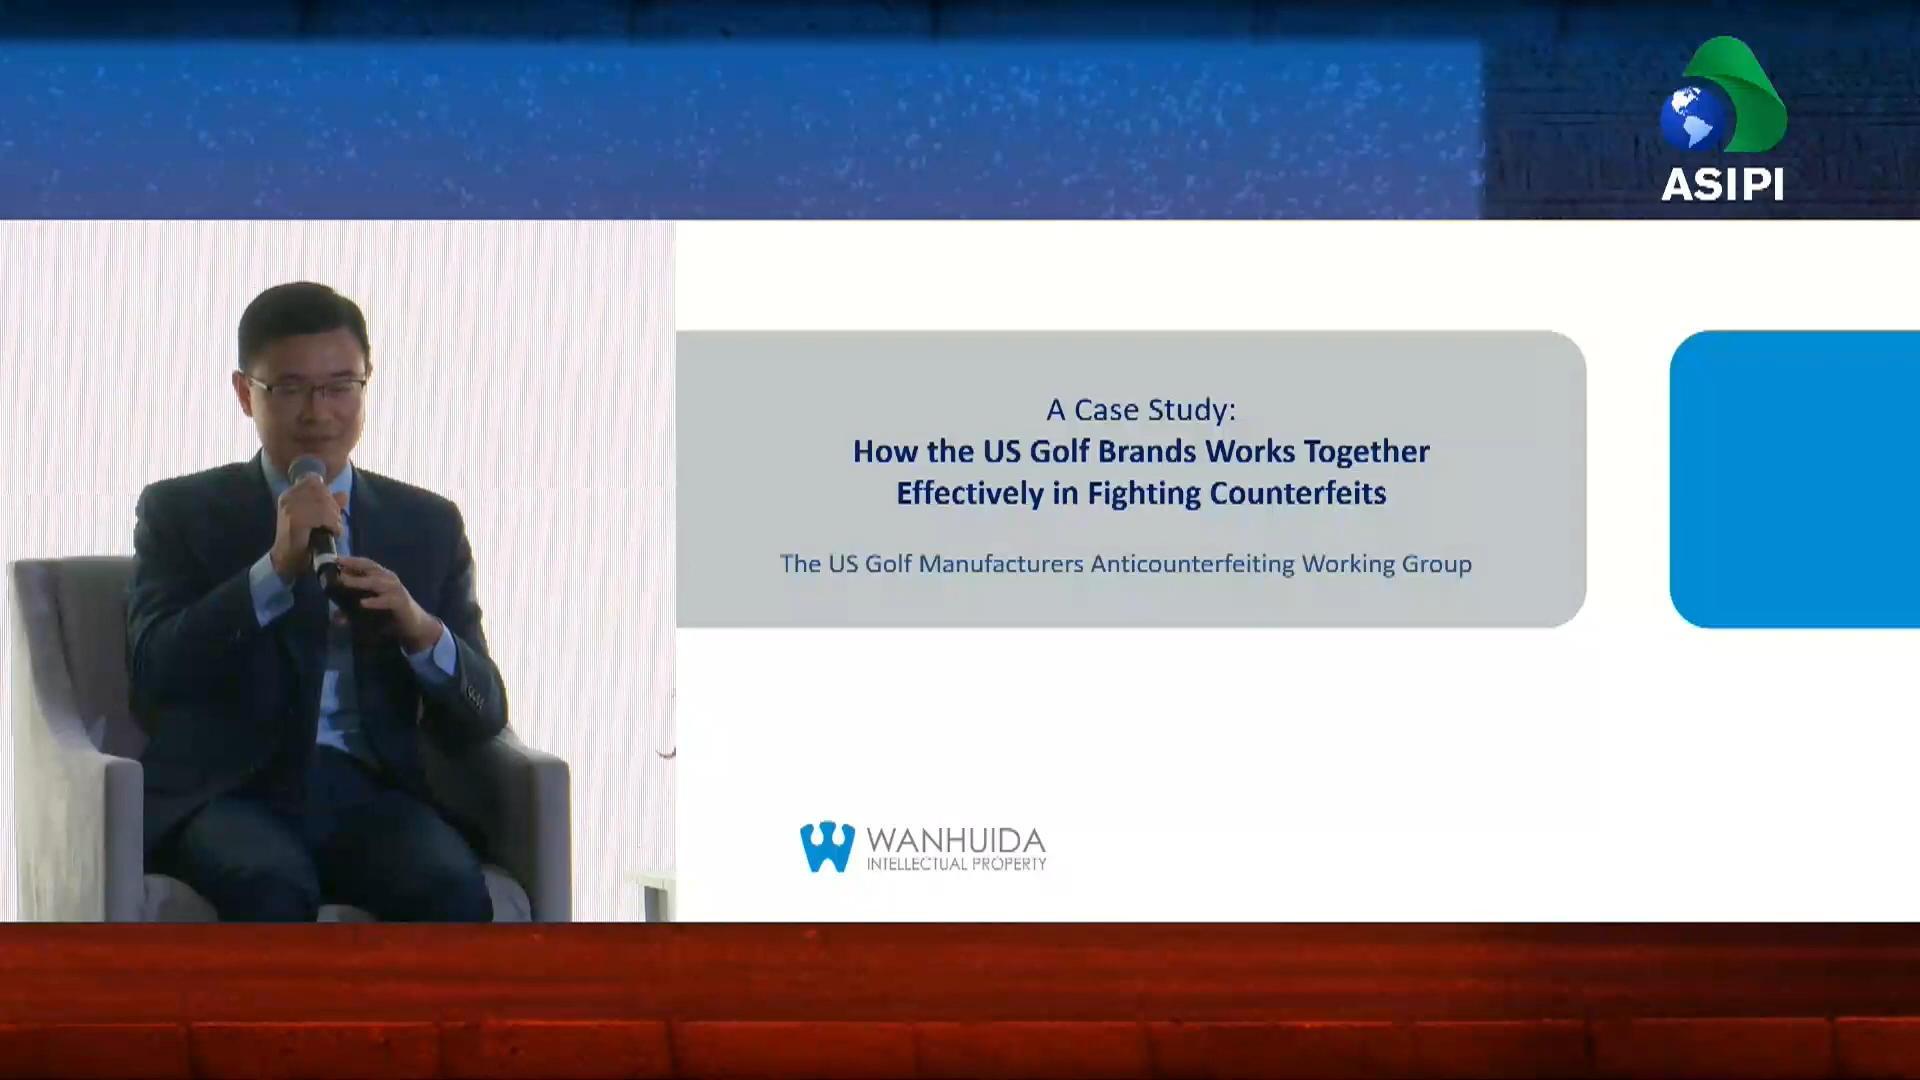 ASIPI
A Case Study:
How the US Golf Brands Works Together
Effectively in Fighting Counterfeits
The US Golf Manufacturers Anticounterfeiting Working Group
WANHUIDA
INTELLECTUAL PROPERTY